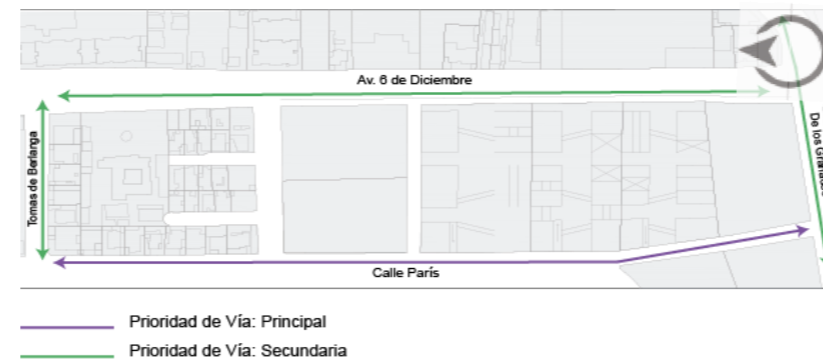 Av. 6 de Diciembre
Tomas de Berlanga
De los
Calle París
Prioridad de Vía: Principal
Prioridad de Vía: Secundaria